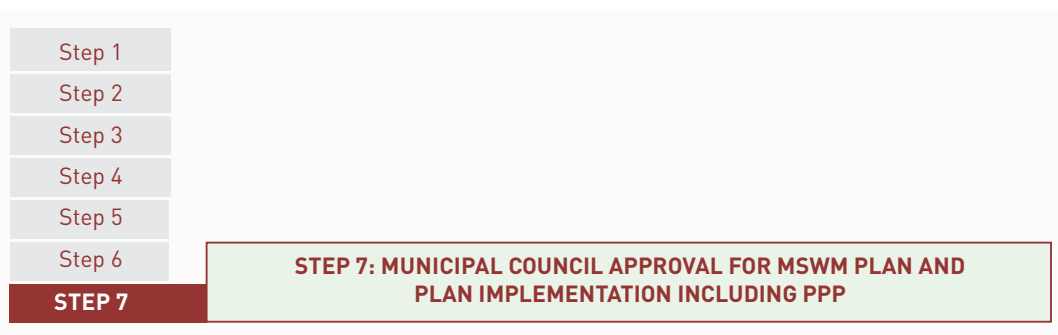 Step 1
Step 2
Step 3
Step 4
Step 5
Step 6
STEP 7: MUNICIPAL COUNCIL APPROVAL FOR MSWM PLAN AND
PLAN IMPLEMENTATION INCLUDING PPP
STEP 7